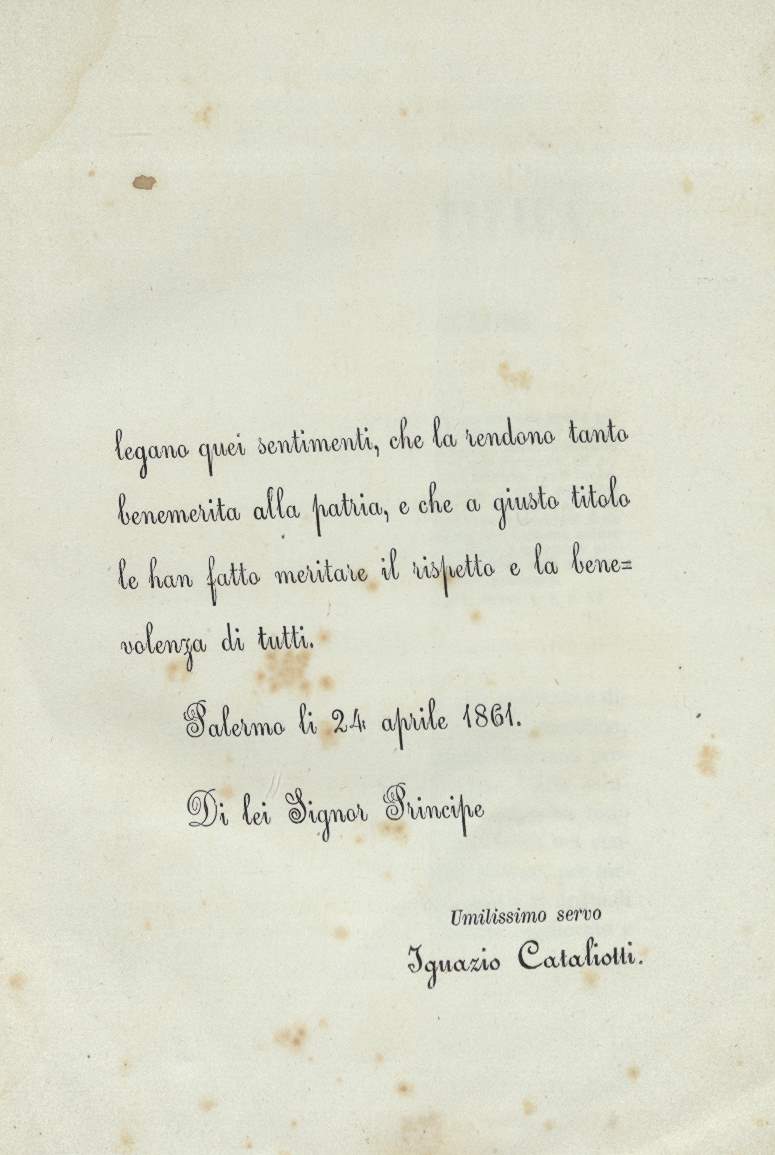 legano quei sentimenti, che la rendono tanto
benemerita alla patria, e che a giusto titolo
le han fatto meritare il rispetto e la bene=
volenza di tutti.
Palermo li 24 aprile 1861.
Di lei Signor Principe
Umilissimo servo
Ignazio Cataliotti.